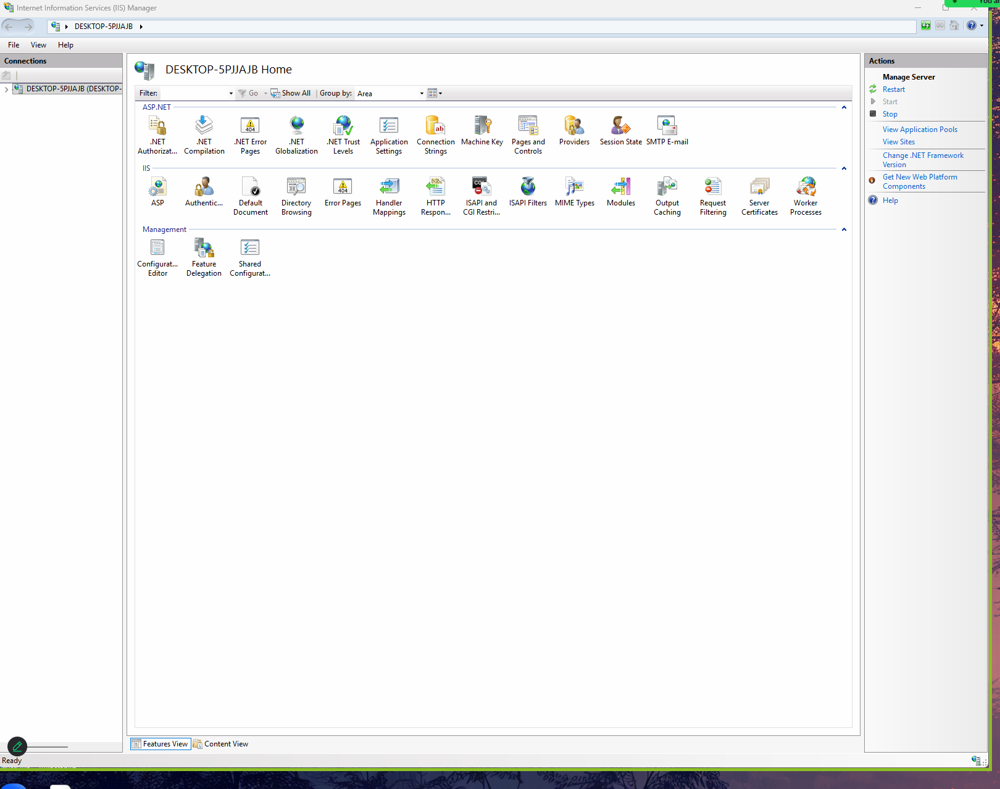 Internet Information Services (IIS) Manager
DESKTOP-5PJJAJB
File View Help
Connections
DESKTOP-5PJJAJB (DESKTOP-
DESKTOP-5PJJAJB Home
Filter: Go Show All Group by: Area
ASP.NET
.NET Authorizat...
.NET Compilation
.NET Error Pages
.NET Globalization
.NET Trust Levels
Application Settings
Connection Strings
Machine Key
Pages and Controls
Providers
Session State
SMTP E-mail
IIS
ASP
Authentic...
Default Document
Directory Browsing
Error Pages
Handler Mappings
HTTP Respon...
ISAPI and CGI Restri...
ISAPI Filters
MIME Types
Modules
Output Caching
Request Filtering
Server Certificates
Worker Processes
Management
Configurat... Editor
Feature Delegation
Shared Configurat...
Features View
Content View
Ready
Actions
Manage Server
Restart
Start
Stop
View Application Pools
View Sites
Change .NET Framework
Version
Get New Web Platform
Components
Help